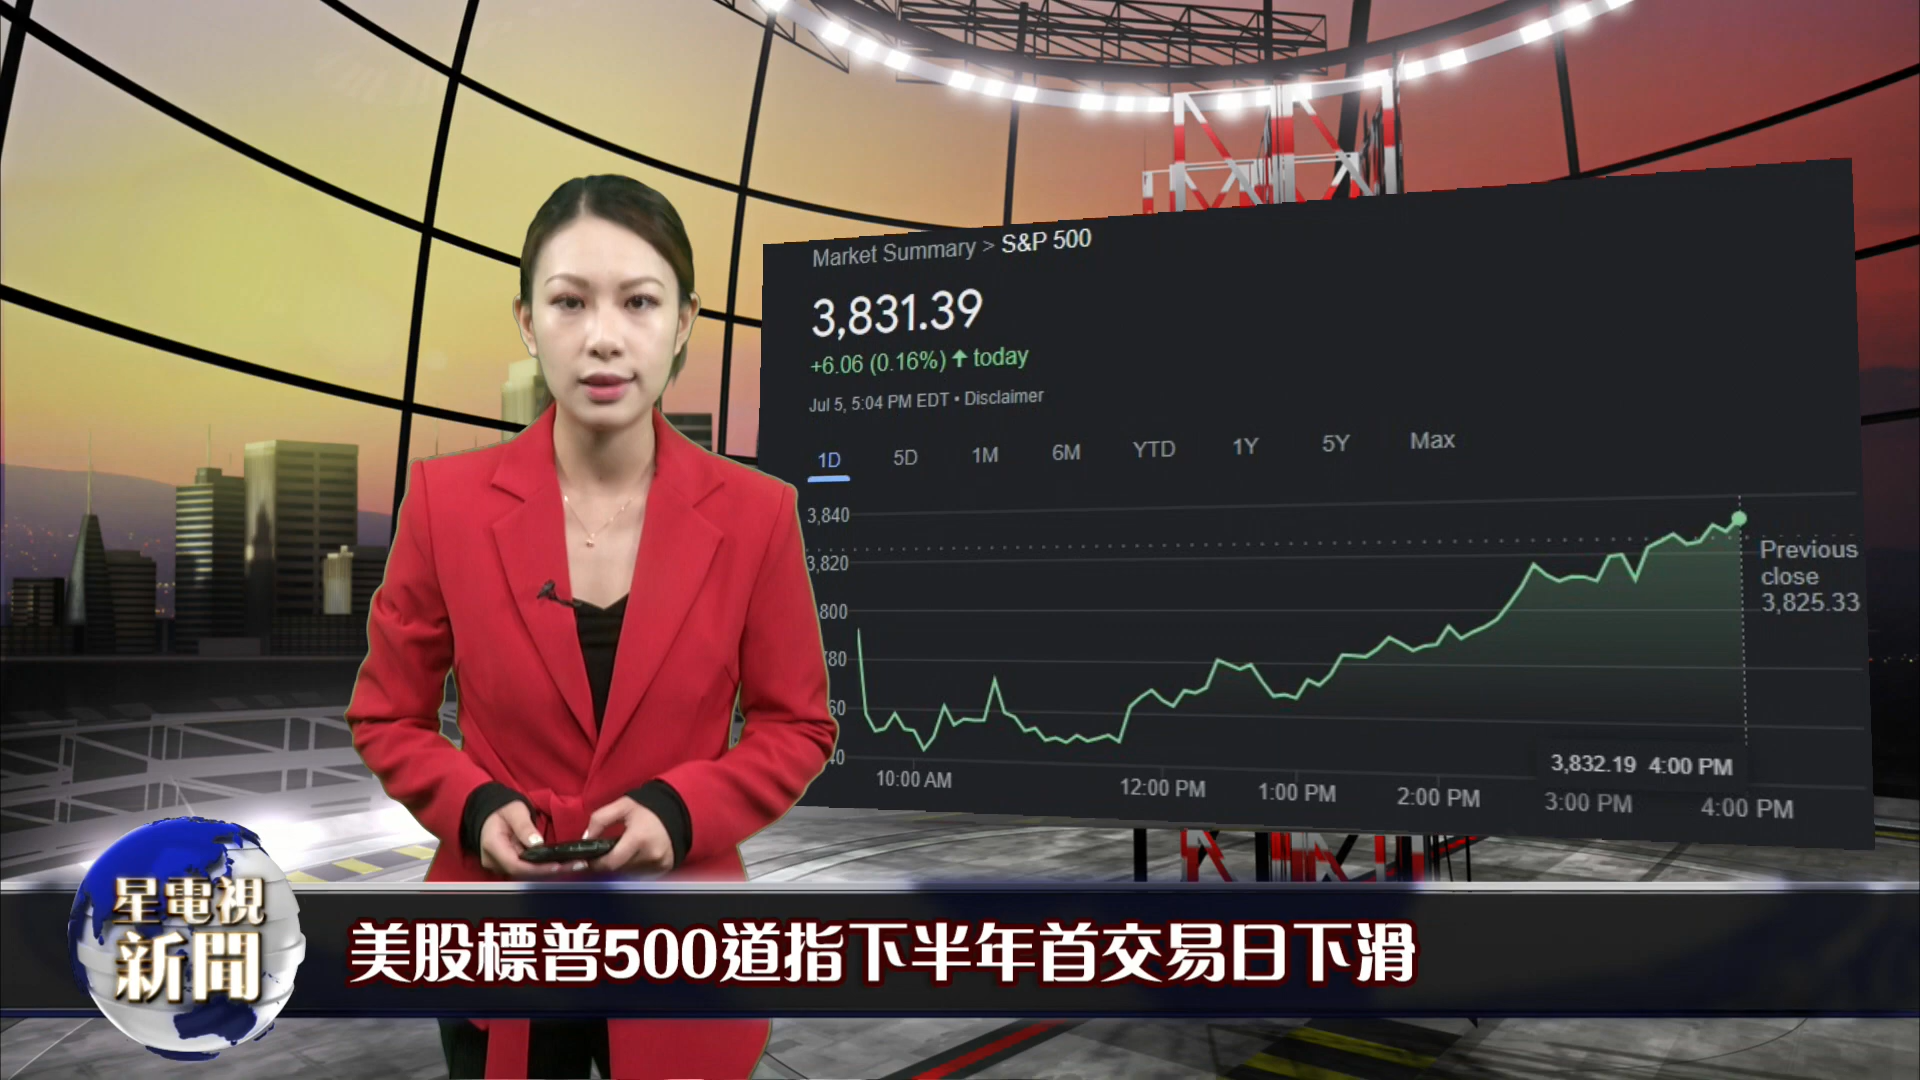 Market Summary > S&P 500
3,831.39
+6.06 (0.16%) ↑ today
Jul 5, 5:04 PM EDT • Disclaimer
1D 5D 1M 6M YTD 1Y 5Y Max
3,840
3,820
800
80
60
40
Previous
close
3,825.33
3,832.19 4:00 PM
10:00 AM 12:00 PM 1:00 PM 2:00 PM 3:00 PM 4:00 PM
星電視
新聞
美股標普500道指下半年首交易日下滑